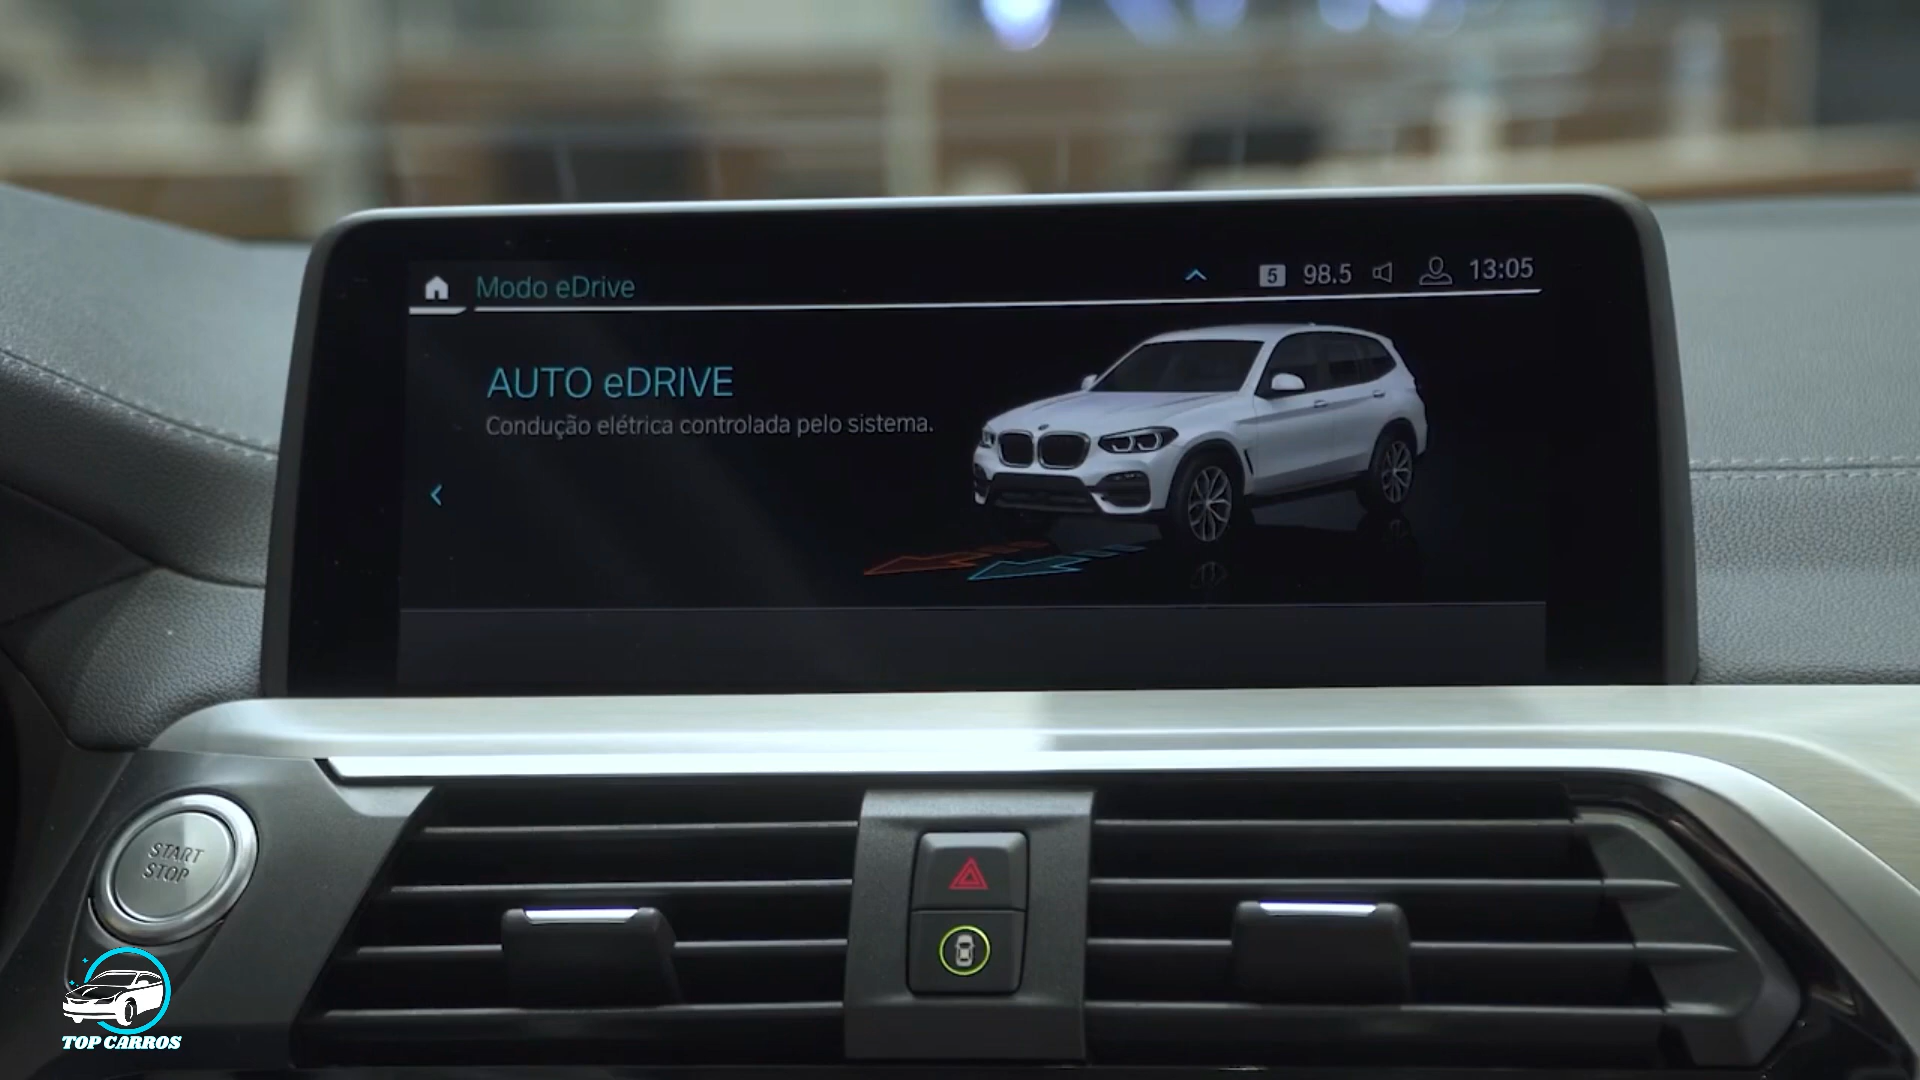 Modo eDrive
5 98.5 13:05
AUTO eDRIVE
Condução elétrica controlada pelo sistema.
START
STOP
TOP CARROS